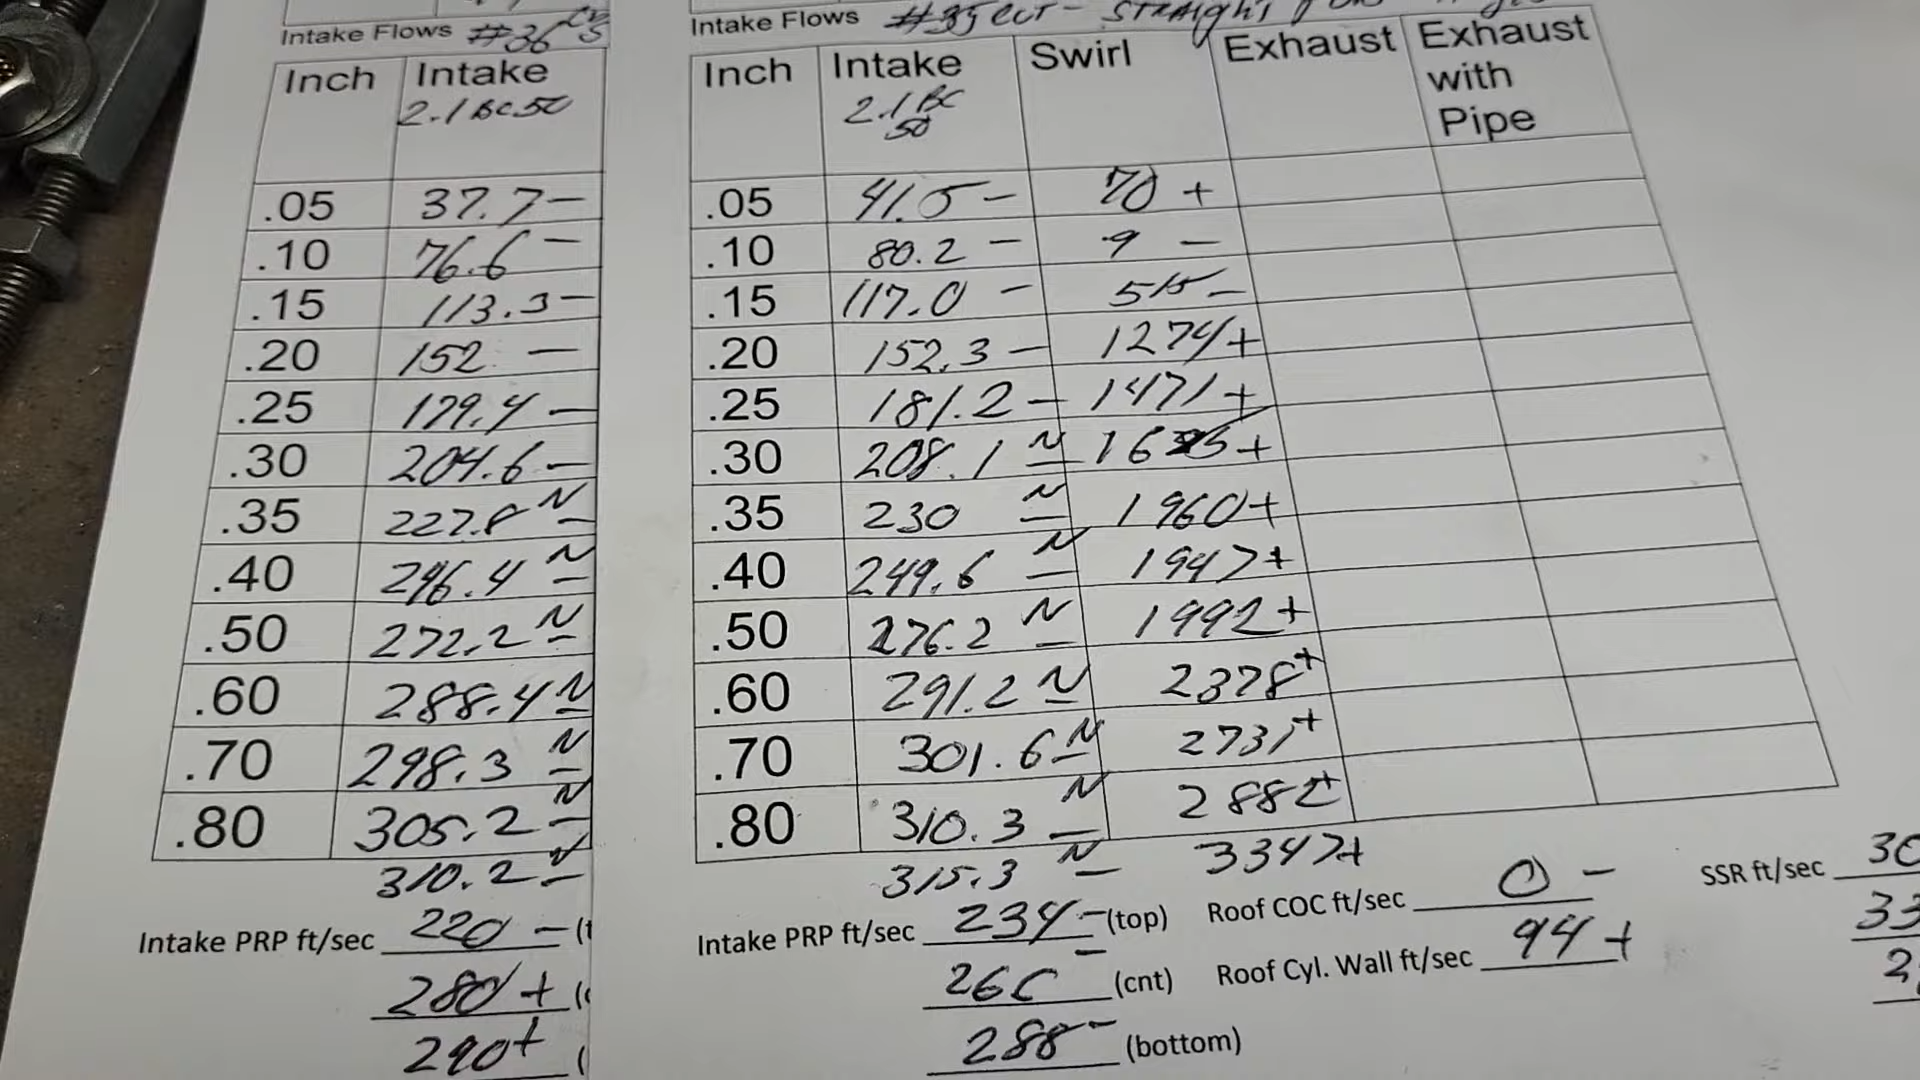 Intake Flows #36
Inch Intake
2.1 BC 50
.05 37.7 -
.10 76.6 -
.15 113.3 -
.20 152 -
.25 179.4 -
.30 204.6 -
.35 227.8 N -
.40 246.4 N -
.50 272.2 N -
.60 288.4 N -
.70 298.3 N -
.80 305.2 N -
310.2 N -
Intake PRP ft/sec 220 - (t
280 + (c
290 + (
Intake Flows #35 - Straight
Inch Intake Swirl Exhaust Exhaust with Pipe
2.1 BC
50
.05 41.5 - 70 +
.10 80.2 - .9 -
.15 117.0 - 515 -
.20 152.3 - 1274 +
.25 181.2 - 1471 +
.30 208.1 N -
.35 230 N - 1960 +
.40 249.6 N - 1947 +
.50 276.2 N - 1992 +
.60 291.2 N - 2378 +
.70 301.6 N - 2731 +
.80 310.3 N - 2882 +
315.3 N - 3347 +
Intake PRP ft/sec 234 - (top) Roof COC ft/sec 0 - SSR ft/sec 30
(cnt) Roof Cyl. Wall ft/sec 94 + 33
288 - (bottom)